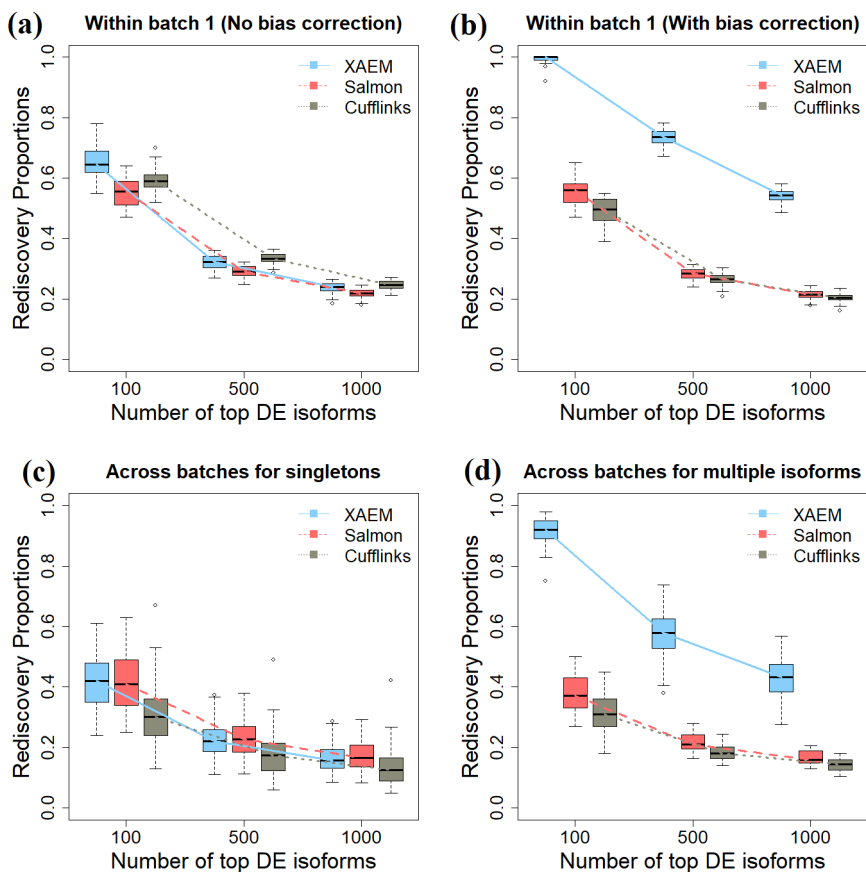 (a) Within batch 1 (No bias correction)
Rediscovery Proportions
1.0
0.8
0.6
0.4
0.2
0.0
XAEM
Salmon
Cufflinks
100 500 1000
Number of top DE isoforms
(b) Within batch 1 (With bias correction)
Rediscovery Proportions
1.0
0.8
0.6
0.4
0.2
0.0
XAEM
Salmon
Cufflinks
100 500 1000
Number of top DE isoforms
(c) Across batches for singletons
Rediscovery Proportions
1.0
0.8
0.6
0.4
0.2
0.0
XAEM
Salmon
Cufflinks
100 500 1000
Number of top DE isoforms
(d) Across batches for multiple isoforms
Rediscovery Proportions
1.0
0.8
0.6
0.4
0.2
0.0
XAEM
Salmon
Cufflinks
100 500 1000
Number of top DE isoforms